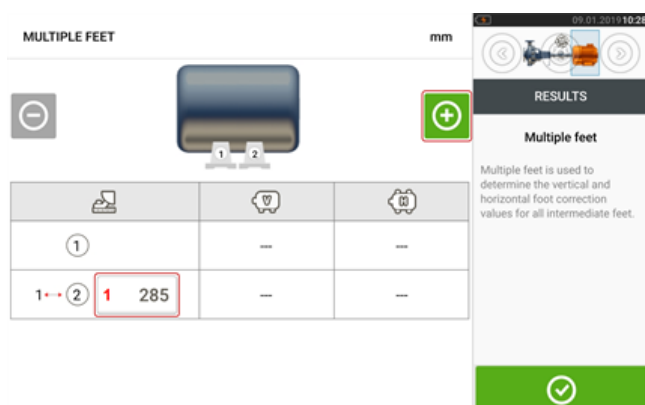 MULTIPLE FEET
mm
1 2
V H
1
--- ---
1 ↔ 2 1 285 --- ---
09.01.2019 10:28
RESULTS
Multiple feet
Multiple feet is used to
determine the vertical and
horizontal foot correction
values for all intermediate feet.